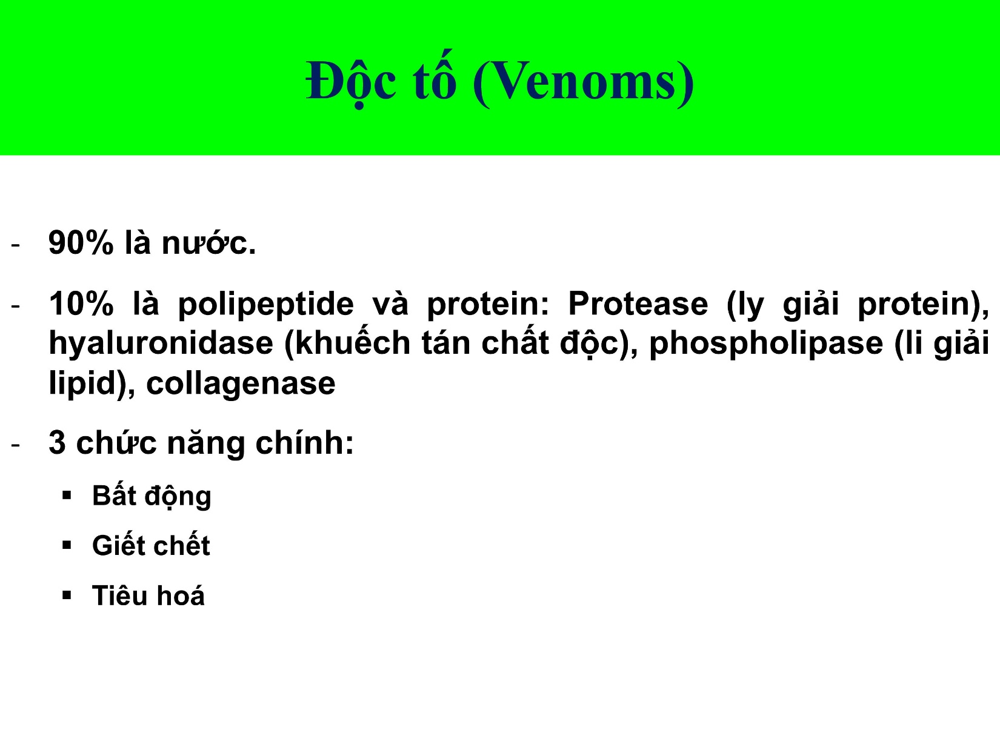 Độc tố (Venoms)
- 90% là nước.
- 10% là polipeptide và protein: Protease (ly giải protein),
hyaluronidase (khuếch tán chất độc), phospholipase (li giải
lipid), collagenase
- 3 chức năng chính:
▪ Bất động
▪ Giết chết
▪ Tiêu hoá